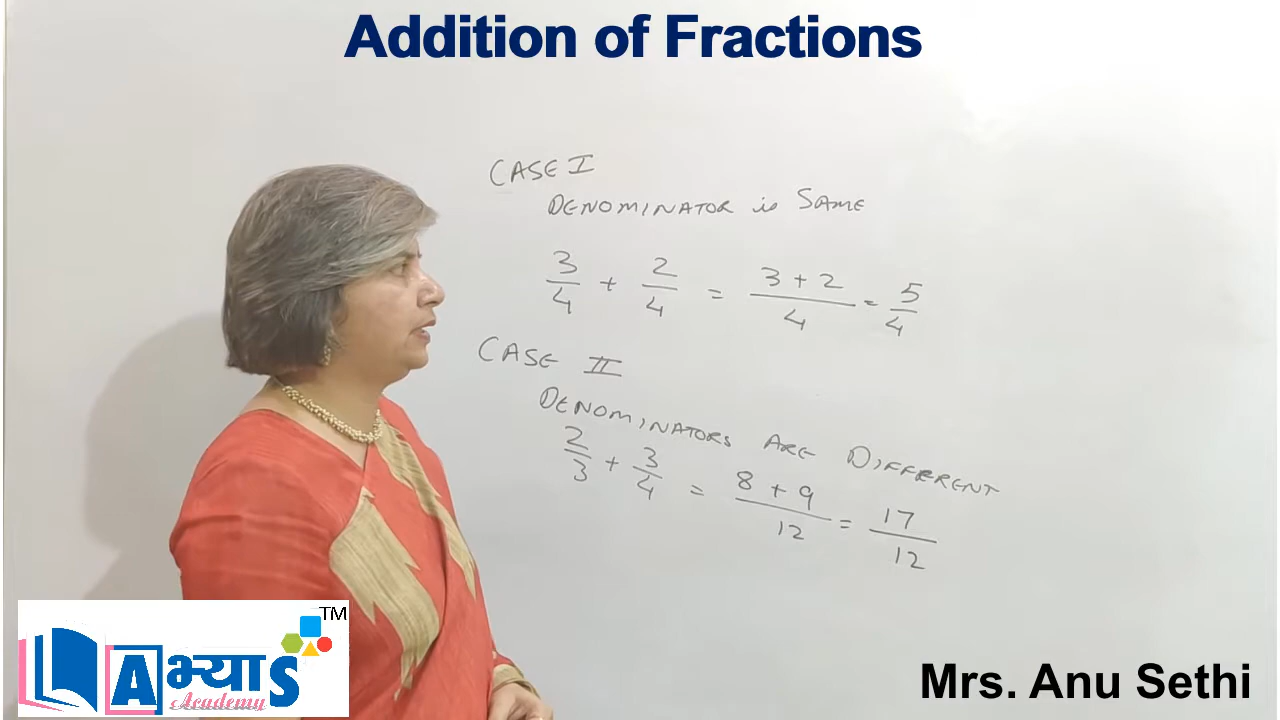 Addition of Fractions
CASE I
DENOMINATOR is SAME
3/4 + 2/4 = 3 + 2/4 = 5/4
CASE II
DENOMINATORS ARE DIFFERENT
2/3 + 3/4 = 8 + 9/12 = 17/12
TM
Aभ्याS
Academy
Mrs. Anu Sethi